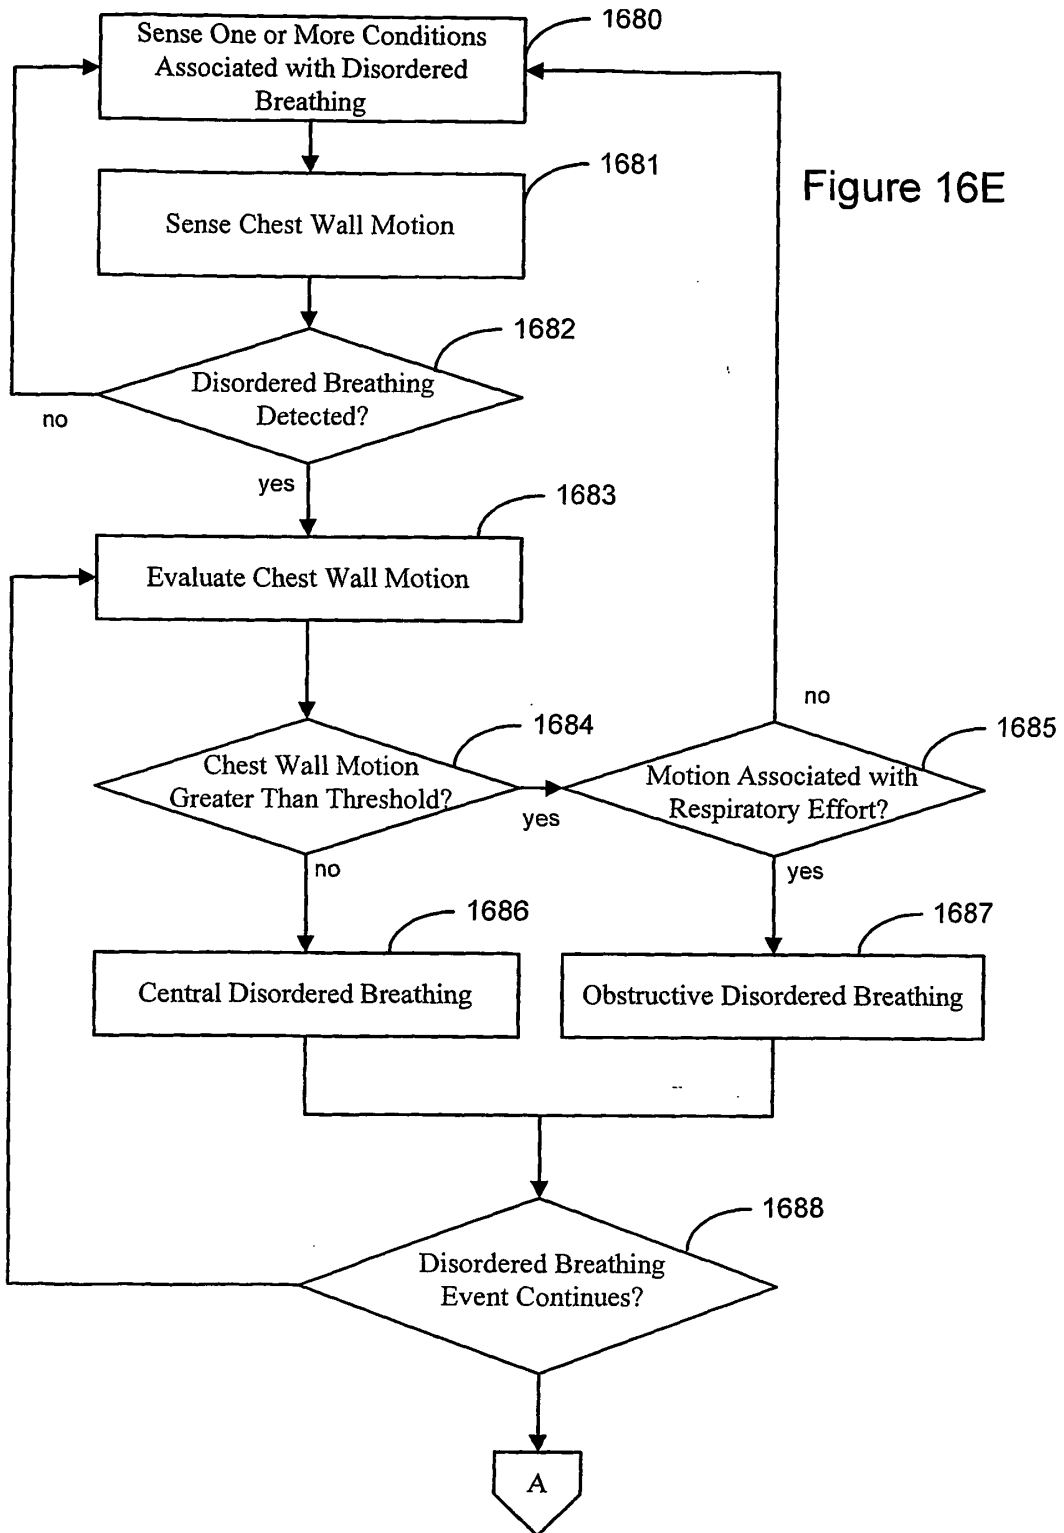 1680
Sense One or More Conditions
Associated with Disordered
Breathing
1681
Figure 16E
Sense Chest Wall Motion
1682
Disordered Breathing
Detected?
no
yes
1683
Evaluate Chest Wall Motion
no
1684
1685
Chest Wall Motion
Greater Than Threshold?
Motion Associated with
Respiratory Effort?
yes
no
yes
1686
1687
Central Disordered Breathing
Obstructive Disordered Breathing
1688
Disordered Breathing
Event Continues?
A